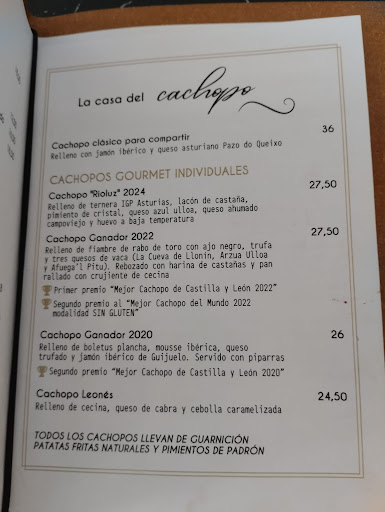 La casa del cachopo
Cachopo clásico para compartir 36
Relleno con jamón ibérico y queso asturiano Pazo do Queixo
CACHOPOS GOURMET INDIVIDUALES
Cachopo "Rioluz" 2024 27,50
Relleno de ternera IGP Asturias, lacón de castaña,
pimiento de cristal, queso azul ulloa, queso ahumado
campoviejo y huevo a baja temperatura
Cachopo Ganador 2022 27,50
Relleno de fiambre de rabo de toro con ajo negro, trufa
y tres quesos de vaca (La Cueva de Llonin, Arzua Ulloa
y Afuega'l Pitu). Rebozado con harina de castañas y pan
rallado con crujiente de cecina
Primer premio "Mejor Cachopo de Castilla y León 2022"
Segundo premio al "Mejor Cachopo del Mundo 2022
modalidad SIN GLUTEN"
Cachopo Ganador 2020 26
Relleno de boletus plancha, mousse ibérica, queso
trufado y jamón ibérico de Guijuelo. Servido con piparras
Segundo premio "Mejor Cachopo de Castilla y León 2020"
Cachopo Leonés 24,50
Relleno de cecina, queso de cabra y cebolla caramelizada
TODOS LOS CACHOPOS LLEVAN DE GUARNICIÓN
PATATAS FRITAS NATURALES Y PIMIENTOS DE PADRÓN